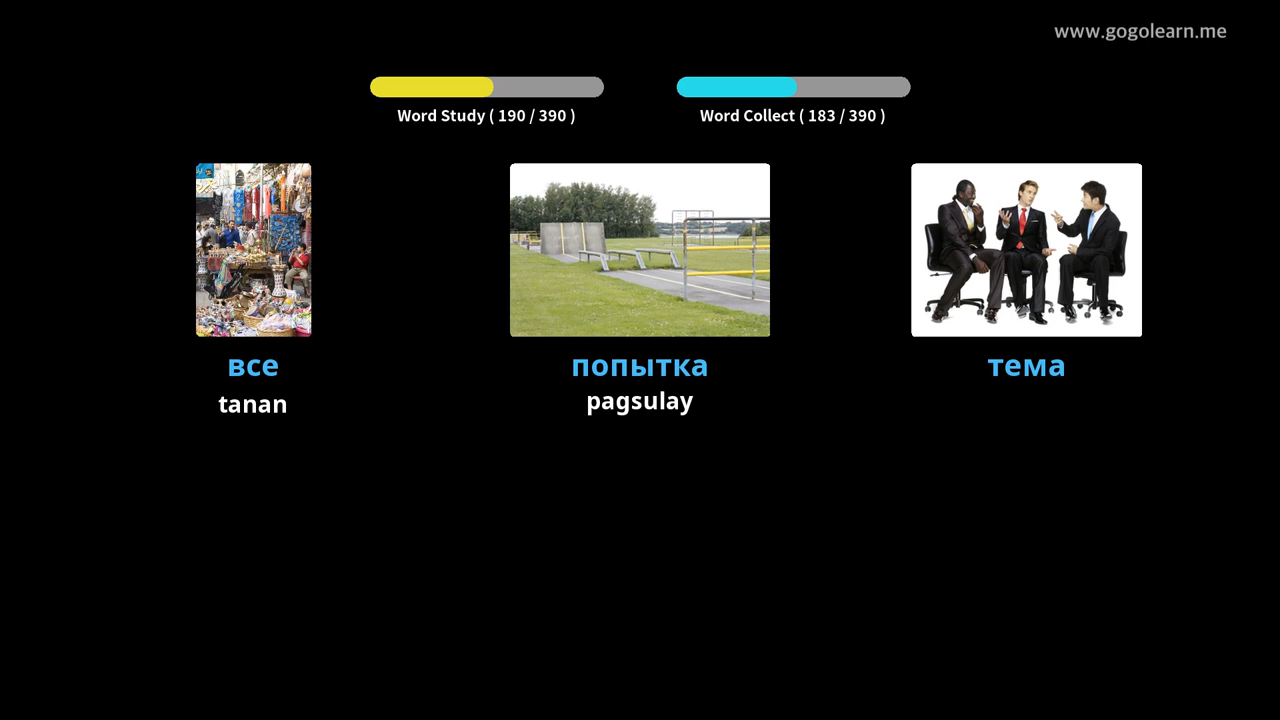 www.gogolearn.me
Word Study ( 190 / 390 )
Word Collect ( 183 / 390 )
все
попытка
тема
tanan
pagsulay